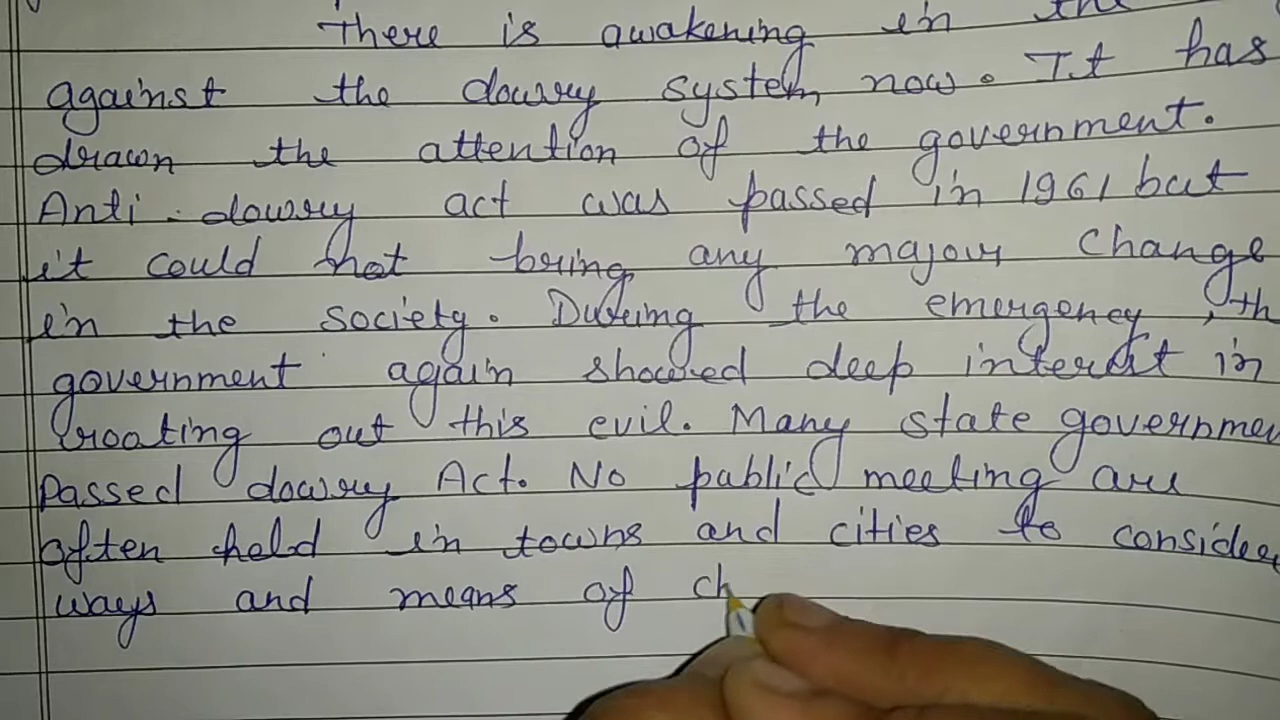 There is awakening in the
against the dowry system now. It has
drawn the attention of the government.
Anti-dowry act was passed in 1961 but
it could not bring any majour change
in the society. During the emergency, th
government again showed deep interest in
roating out this evil. Many state governmen
Passed dowry Act. No public meeting are
often held in towns and cities to consider
ways and means of ch